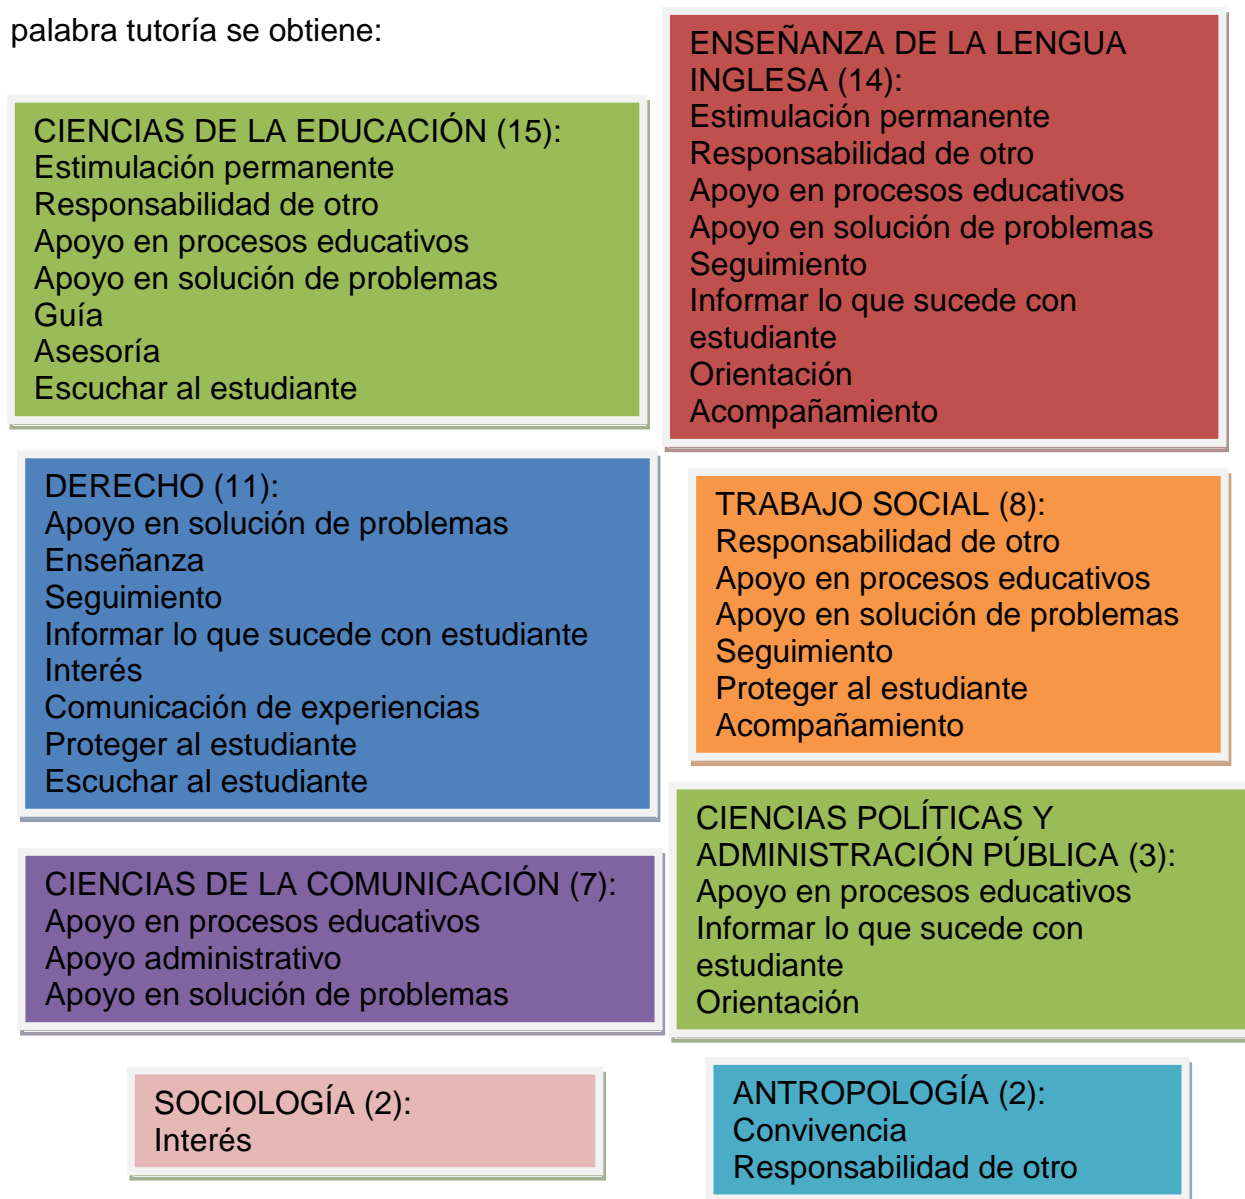 palabra tutoría se obtiene:
CIENCIAS DE LA EDUCACIÓN (15):
Estimulación permanente
Responsabilidad de otro
Apoyo en procesos educativos
Apoyo en solución de problemas
Guía
Asesoría
Escuchar al estudiante
ENSEÑANZA DE LA LENGUA
INGLESA (14):
Estimulación permanente
Responsabilidad de otro
Apoyo en procesos educativos
Apoyo en solución de problemas
Seguimiento
Informar lo que sucede con
estudiante
Orientación
Acompañamiento
DERECHO (11):
Apoyo en solución de problemas
Enseñanza
Seguimiento
Informar lo que sucede con estudiante
Interés
Comunicación de experiencias
Proteger al estudiante
Escuchar al estudiante
TRABAJO SOCIAL (8):
Responsabilidad de otro
Apoyo en procesos educativos
Apoyo en solución de problemas
Seguimiento
Proteger al estudiante
Acompañamiento
CIENCIAS DE LA COMUNICACIÓN (7):
Apoyo en procesos educativos
Apoyo administrativo
Apoyo en solución de problemas
CIENCIAS POLÍTICAS Y
ADMINISTRACIÓN PÚBLICA (3):
Apoyo en procesos educativos
Informar lo que sucede con
estudiante
Orientación
SOCIOLOGÍA (2):
Interés
ANTROPOLOGÍA (2):
Convivencia
Responsabilidad de otro